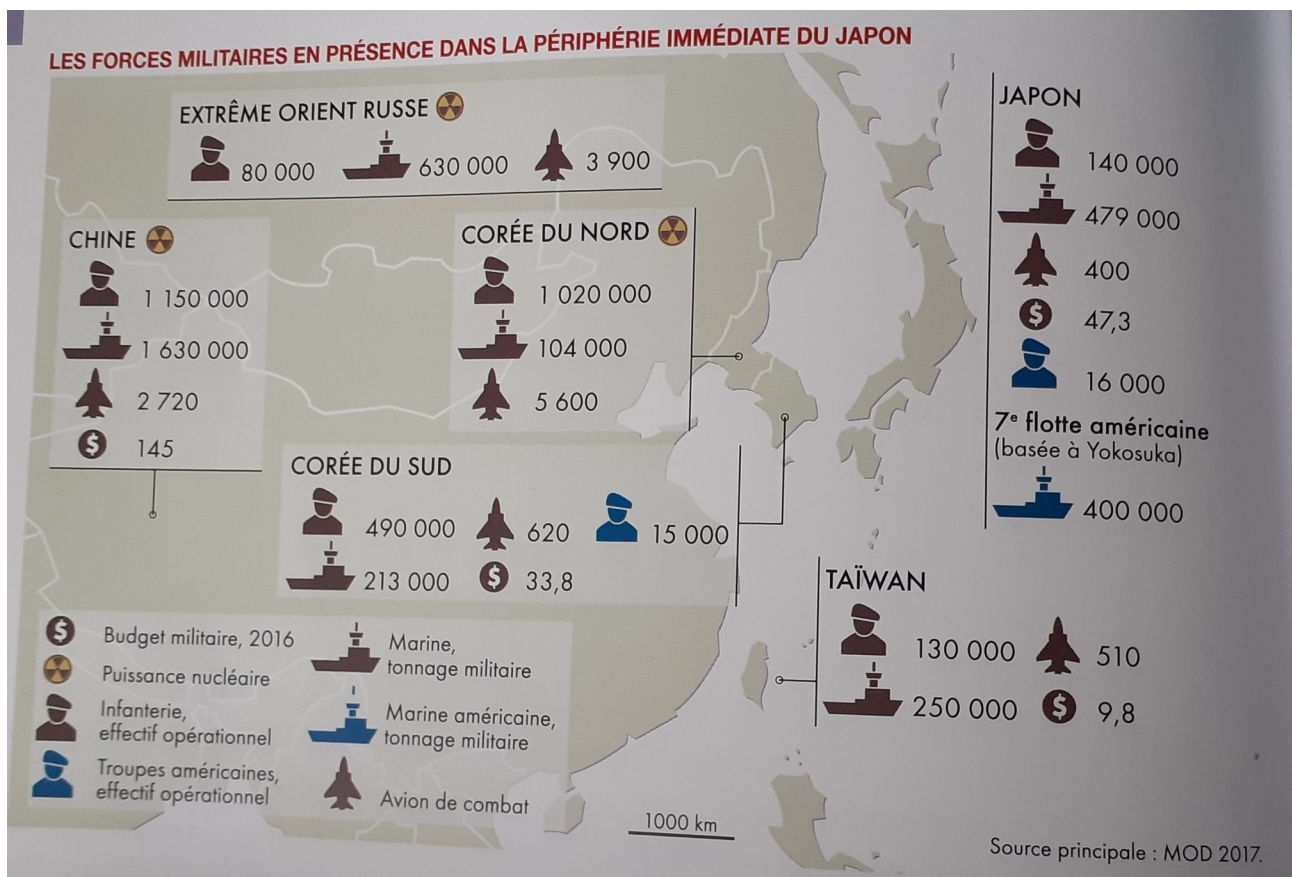 LES FORCES MILITAIRES EN PRÉSENCE DANS LA PÉRIPHÉRIE IMMÉDIATE DU JAPON
EXTRÊME ORIENT RUSSE
80 000 630 000 3 900
CHINE
1 150 000
1 630 000
2 720
$ 145
CORÉE DU NORD
1 020 000
104 000
5 600
CORÉE DU SUD
490 000 620 15 000
213 000 $ 33,8
JAPON
140 000
479 000
400
$ 47,3
16 000
7e flotte américaine
(basée à Yokosuka)
400 000
TAÏWAN
130 000 510
250 000 $ 9,8
$ Budget militaire, 2016
Puissance nucléaire
Infanterie,
effectif opérationnel
Troupes américaines,
effectif opérationnel
Marine,
tonnage militaire
Marine américaine,
tonnage militaire
Avion de combat
1000 km
Source principale : MOD 2017.